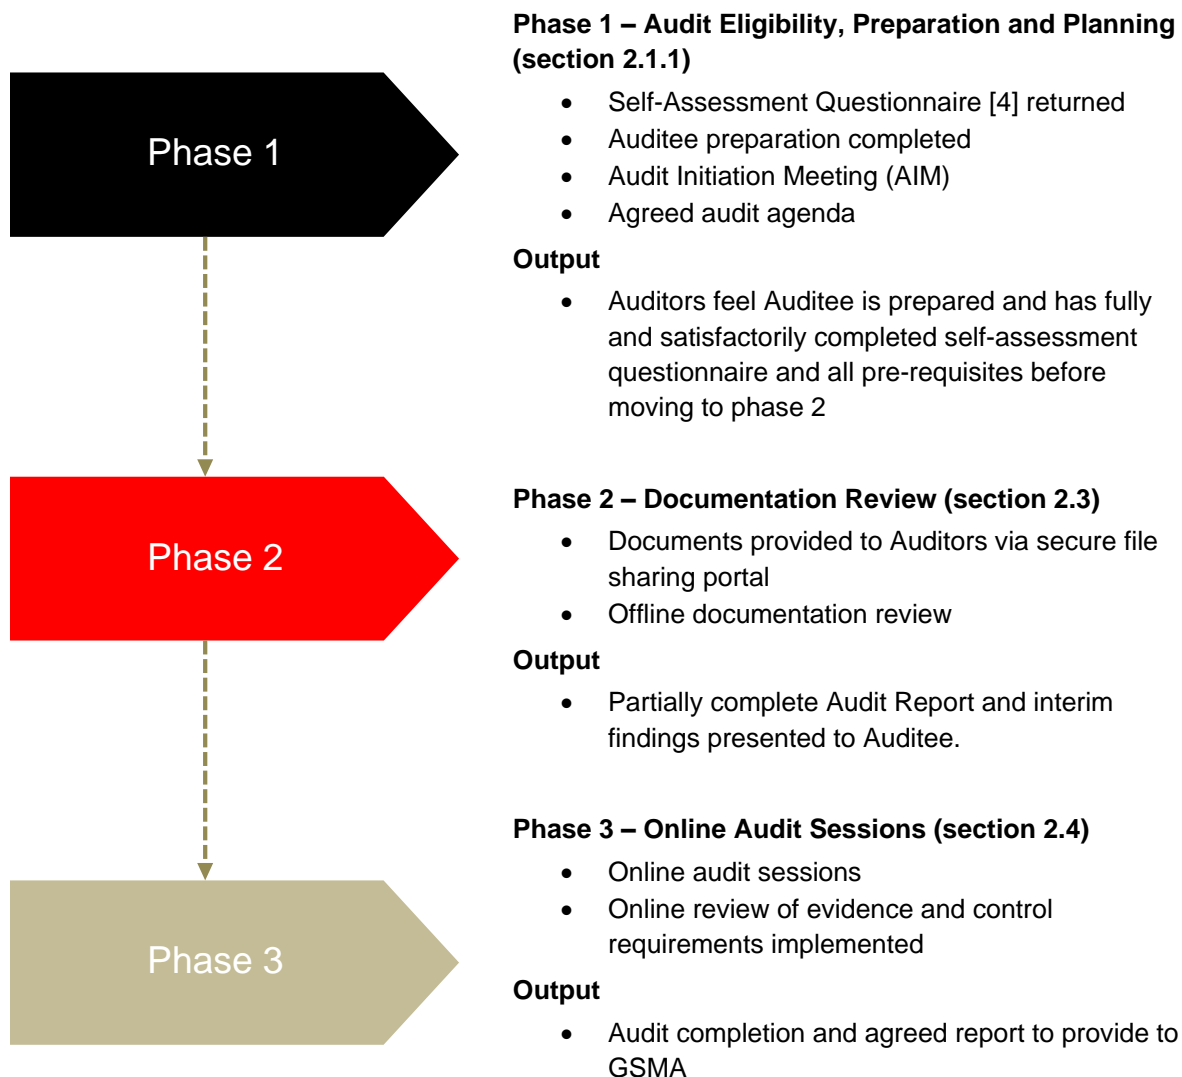 Phase 1 – Audit Eligibility, Preparation and Planning
(section 2.1.1)
• Self-Assessment Questionnaire [4] returned
• Auditee preparation completed
• Audit Initiation Meeting (AIM)
• Agreed audit agenda
Phase 1
Output
• Auditors feel Auditee is prepared and has fully
and satisfactorily completed self-assessment
questionnaire and all pre-requisites before
moving to phase 2
Phase 2 – Documentation Review (section 2.3)
• Documents provided to Auditors via secure file
sharing portal
• Offline documentation review
Phase 2
Output
• Partially complete Audit Report and interim
findings presented to Auditee.
Phase 3 – Online Audit Sessions (section 2.4)
• Online audit sessions
• Online review of evidence and control
requirements implemented
Phase 3
Output
• Audit completion and agreed report to provide to
GSMA